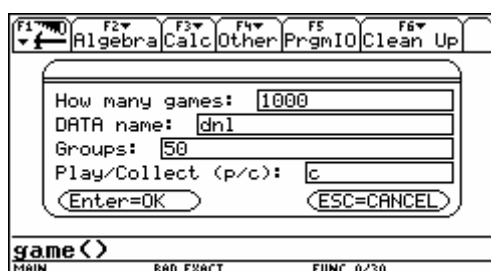 F1 F2 F3 F4 F5 F6
Algebra Calc Other PrgmIO Clean Up
How many games: 1000
DATA name: dnl
Groups: 50
Play/Collect (p/c): c
Enter=OK ESC=CANCEL
game()
MAIN RAD EXACT FUNC 0/30